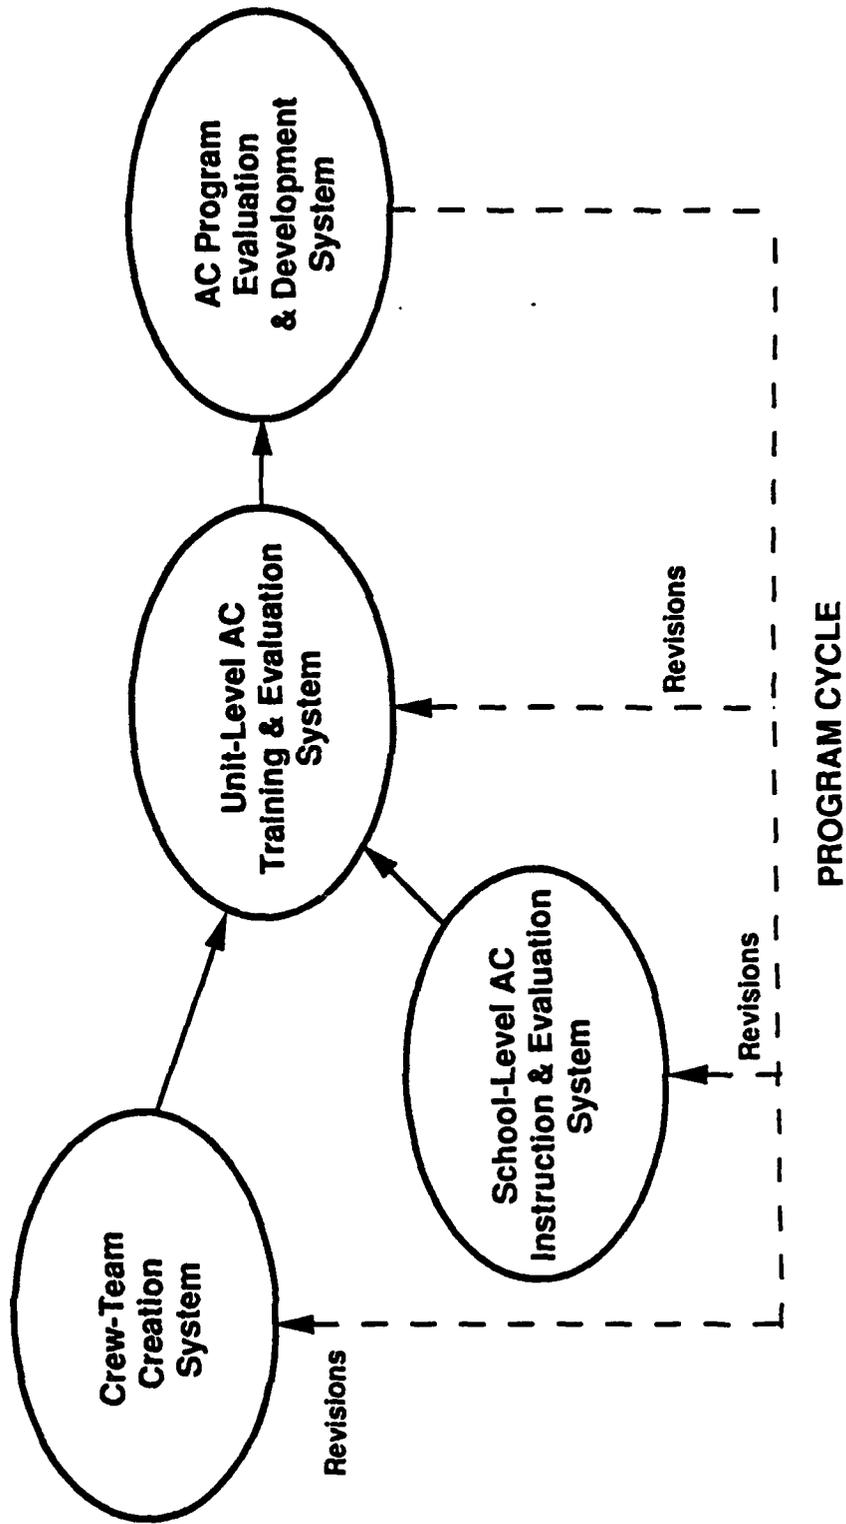 Crew-Team
Creation
System
Revisions
School-Level AC
Instruction & Evaluation
System
Revisions
Unit-Level AC
Training & Evaluation
System
Revisions
AC Program
Evaluation
& Development
System
PROGRAM CYCLE